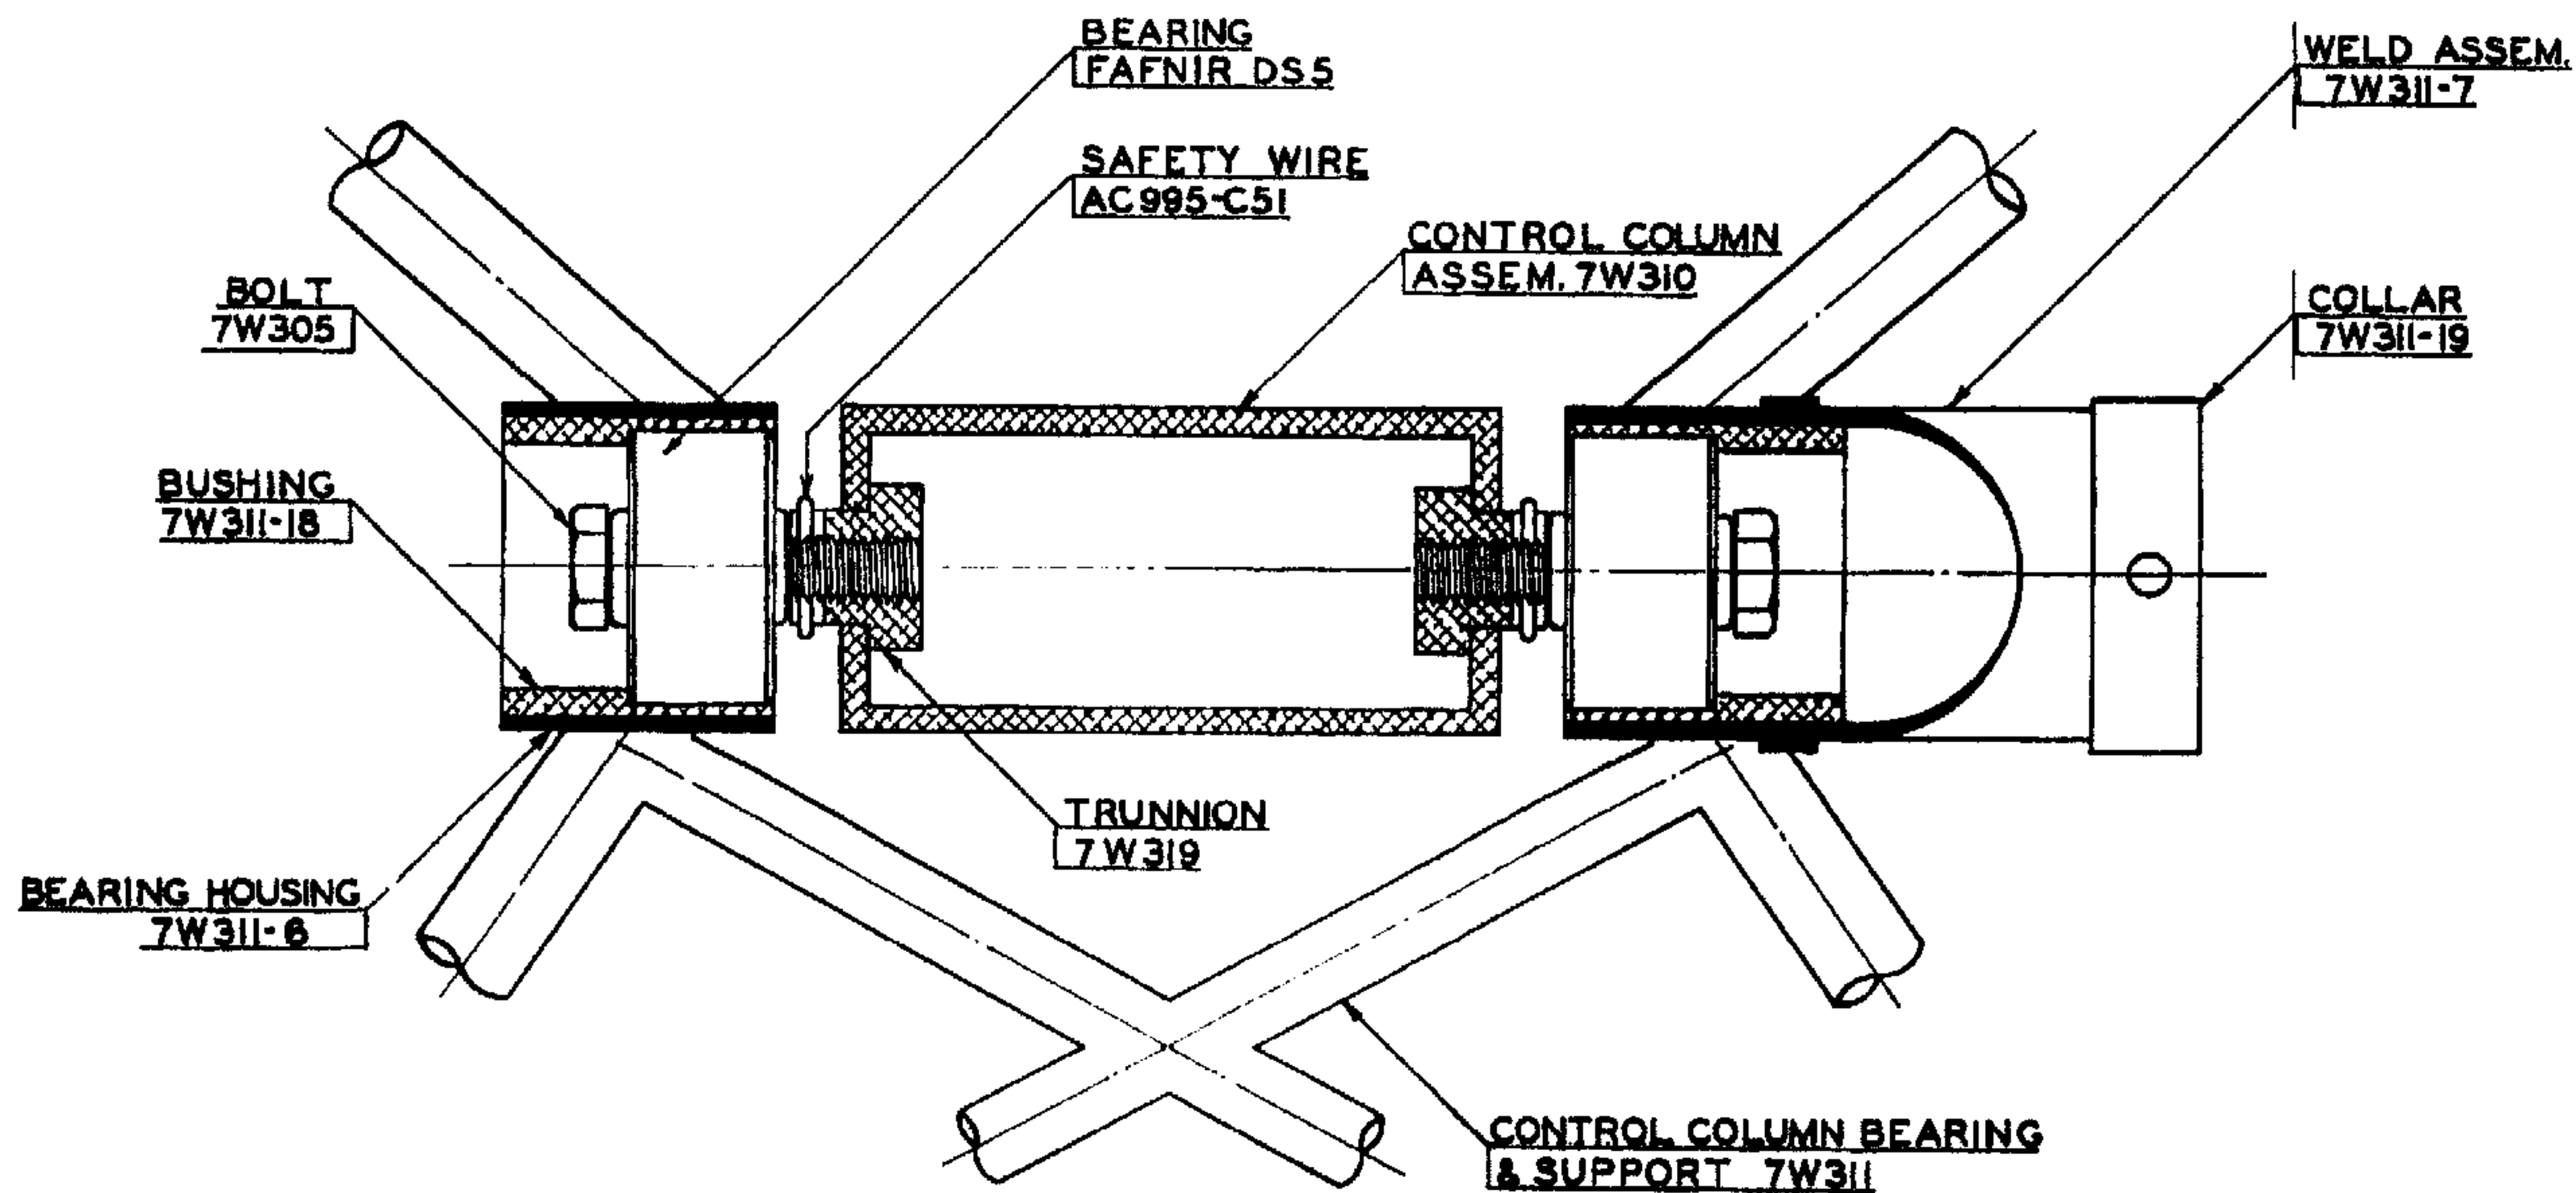 BEARING
FAFNIR DS5
WELD ASSEM.
7W311-7
SAFETY WIRE
AC995-C51
CONTROL COLUMN
ASSEM. 7W310
BOLT
7W305
COLLAR
7W311-19
BUSHING
7W311-18
TRUNNION
7W319
BEARING HOUSING
7W311-6
CONTROL COLUMN BEARING
& SUPPORT 7W311